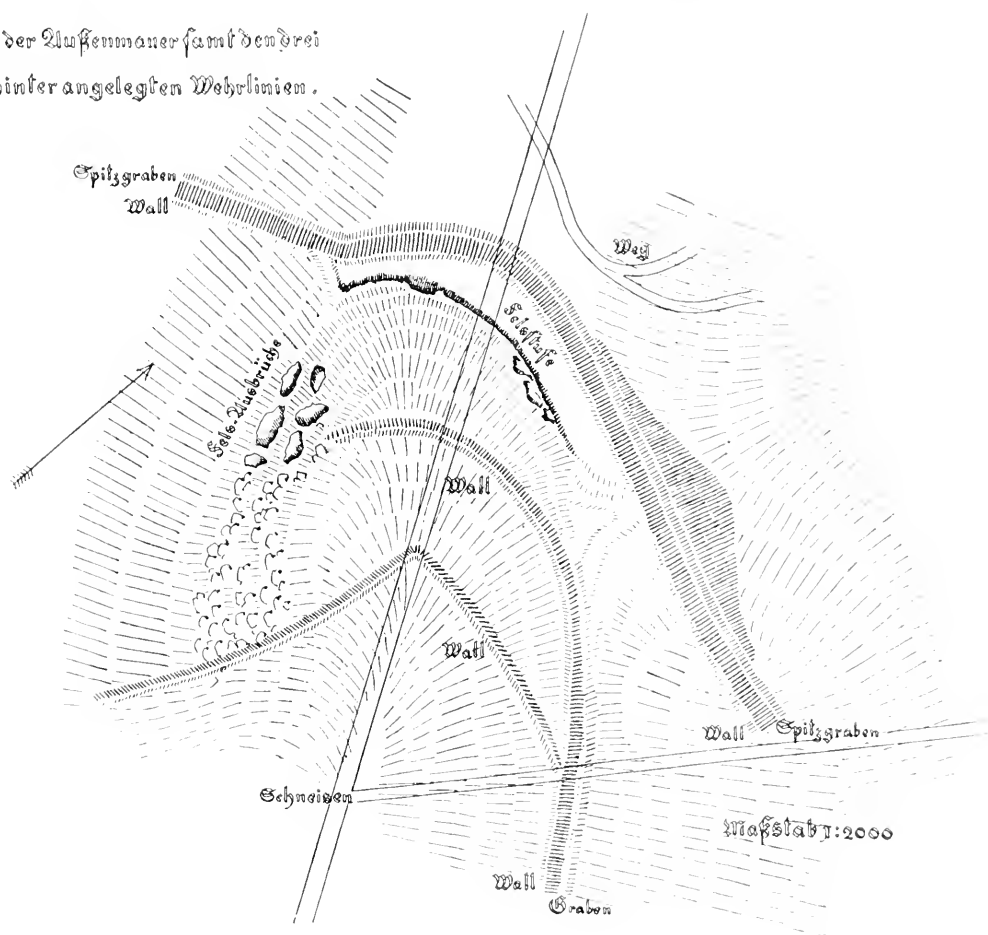 der Außenmauer samt den drei
hinter angelegten Wehrlinien.
Spitzgraben
Wall
Weg
Felsstufe
Fels-Ausbrüche
Wall
Wall
Wall
Spitzgraben
Schneisen
Maßstab 1:2000
Wall
Graben